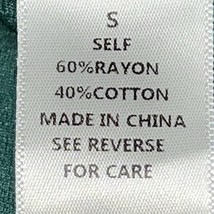 S
SELF
60%RAYON
40%COTTON
MADE IN CHINA
SEE REVERSE
FOR CARE